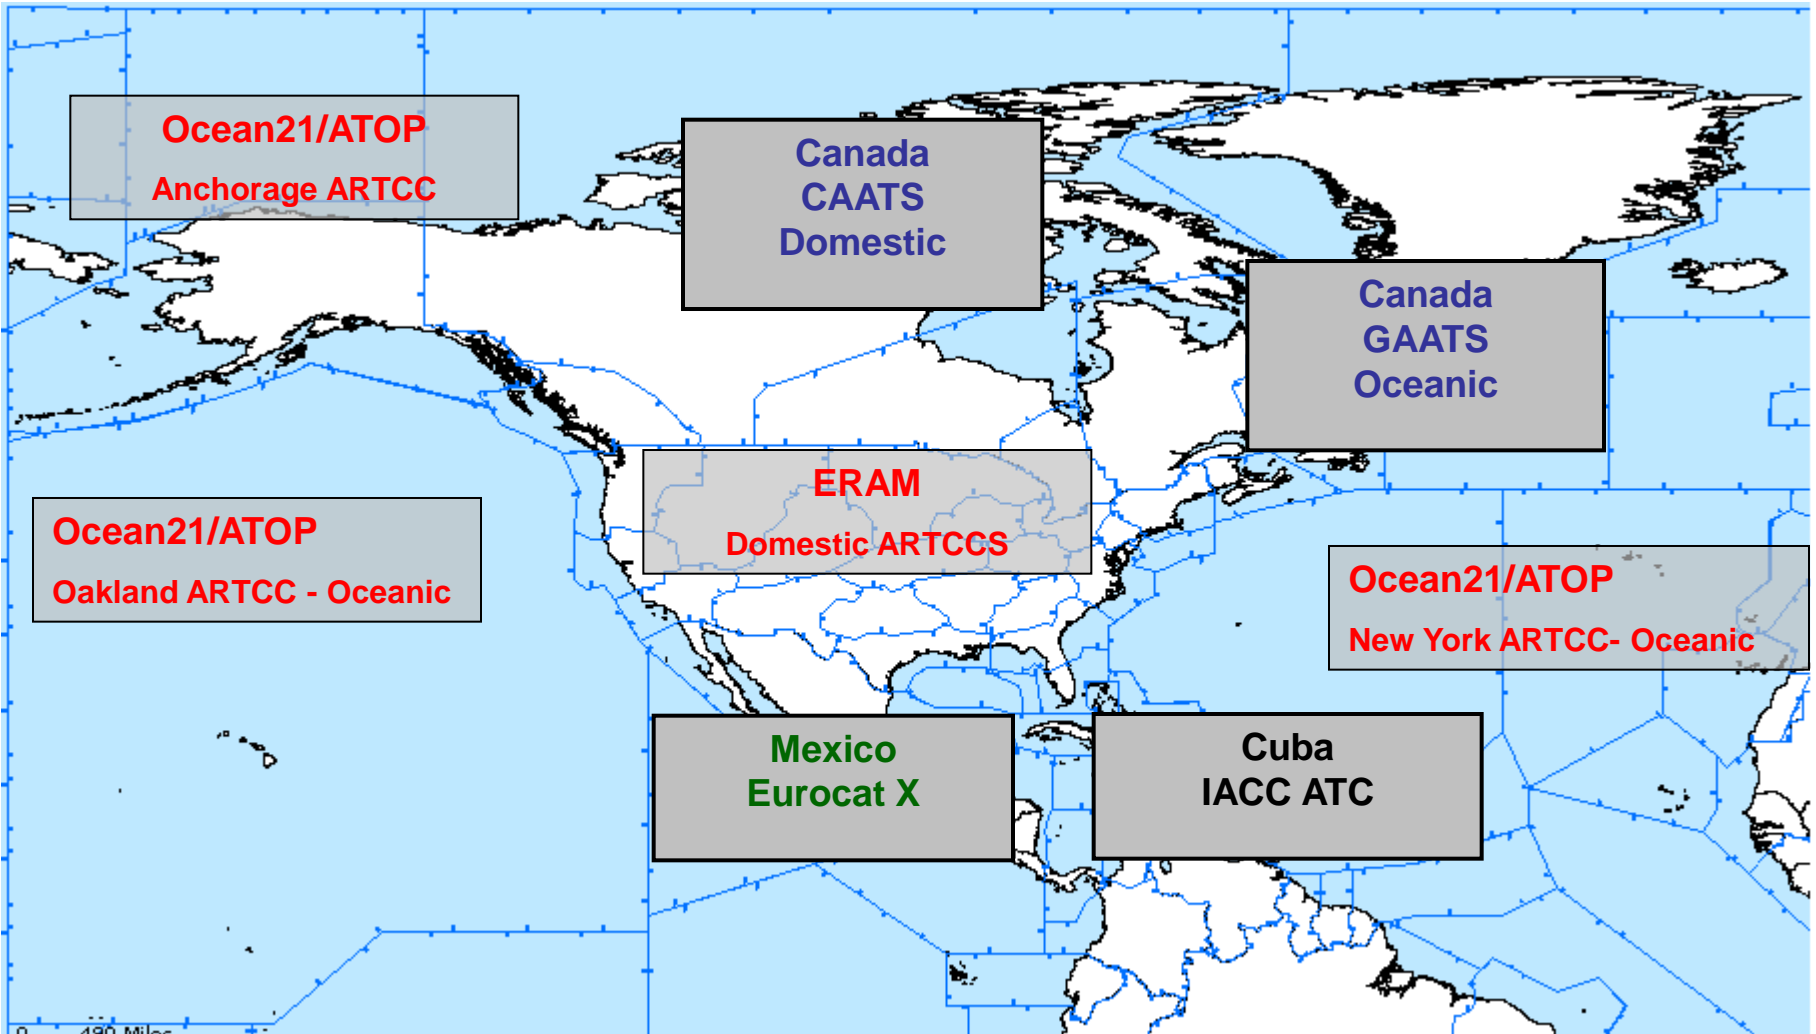 Ocean21/ATOP
Anchorage ARTCC
Canada
CAATS
Domestic
Canada
GAATS
Oceanic
ERAM
Domestic ARTCCS
Ocean21/ATOP
Oakland ARTCC - Oceanic
Ocean21/ATOP
New York ARTCC- Oceanic
Mexico
Eurocat X
Cuba
IACC ATC